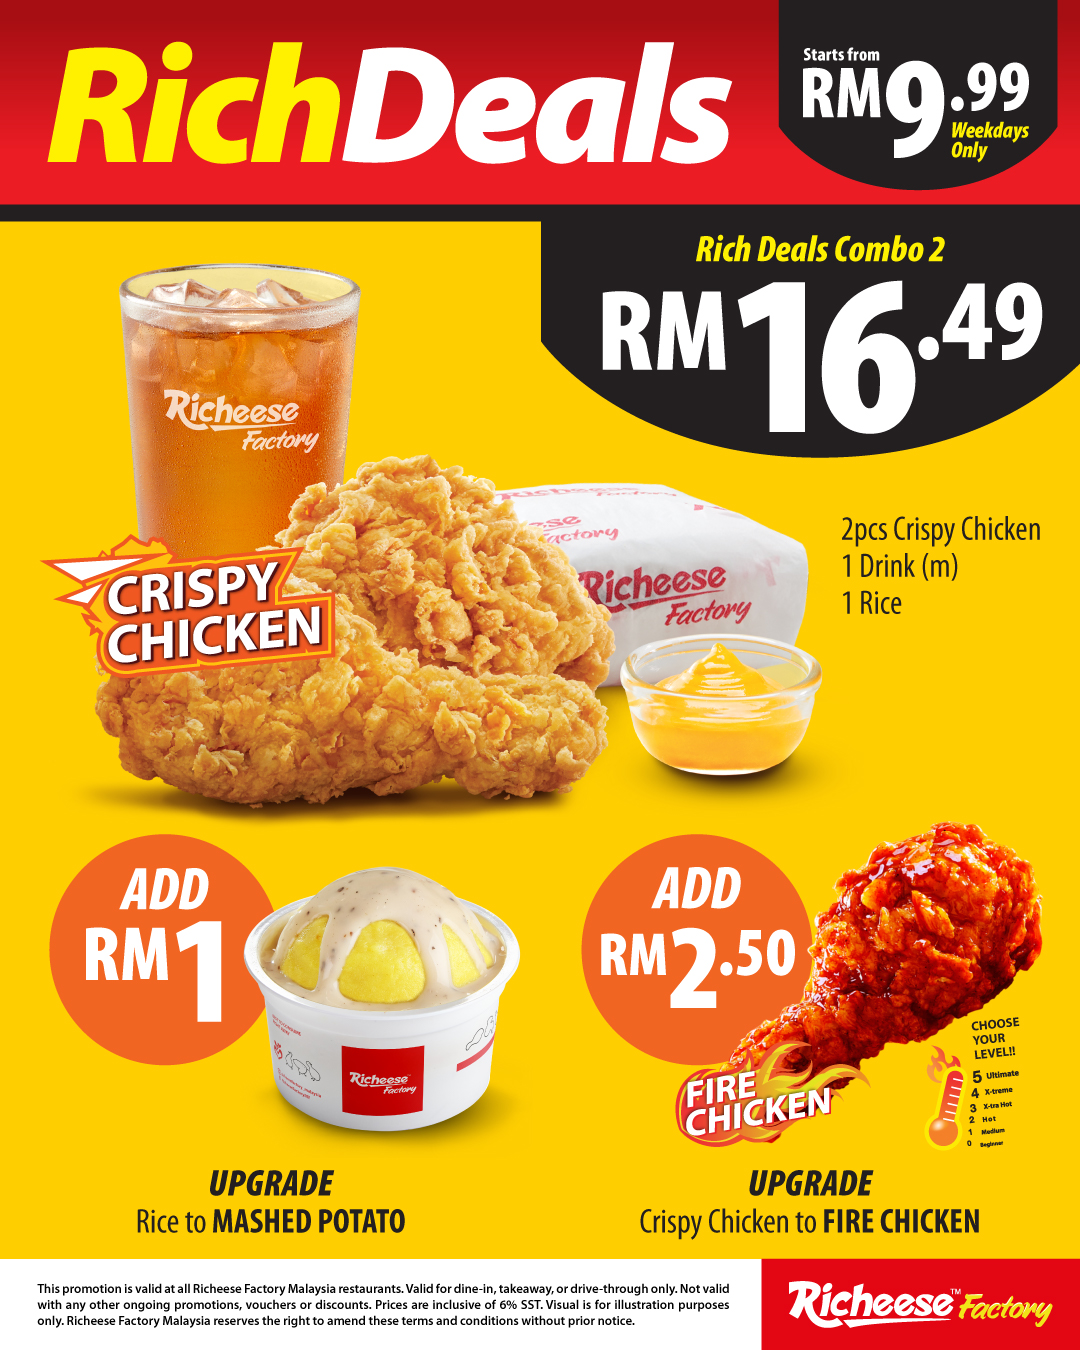 RichDeals
Starts from
RM9.99
Weekdays
Only
Rich Deals Combo 2
RM16.49
Richeese
Factory
Richeese Factory
Factory
Richeese
Factory
2pcs Crispy Chicken
1 Drink (m)
1 Rice
CRISPY
CHICKEN
ADD
RM1
Richeese
Factory
ADD
RM2.50
FIRE
CHICKEN
CHOOSE
YOUR
LEVEL!!
5 Ultimate
4 X-treme
3 X-tra Hot
2 Hot
1 Medium
0 Beginner
UPGRADE
Rice to MASHED POTATO
UPGRADE
Crispy Chicken to FIRE CHICKEN
This promotion is valid at all Richeese Factory Malaysia restaurants. Valid for dine-in, takeaway, or drive-through only. Not valid
with any other ongoing promotions, vouchers or discounts. Prices are inclusive of 6% SST. Visual is for illustration purposes
only. Richeese Factory Malaysia reserves the right to amend these terms and conditions without prior notice.
Richeese™ Factory